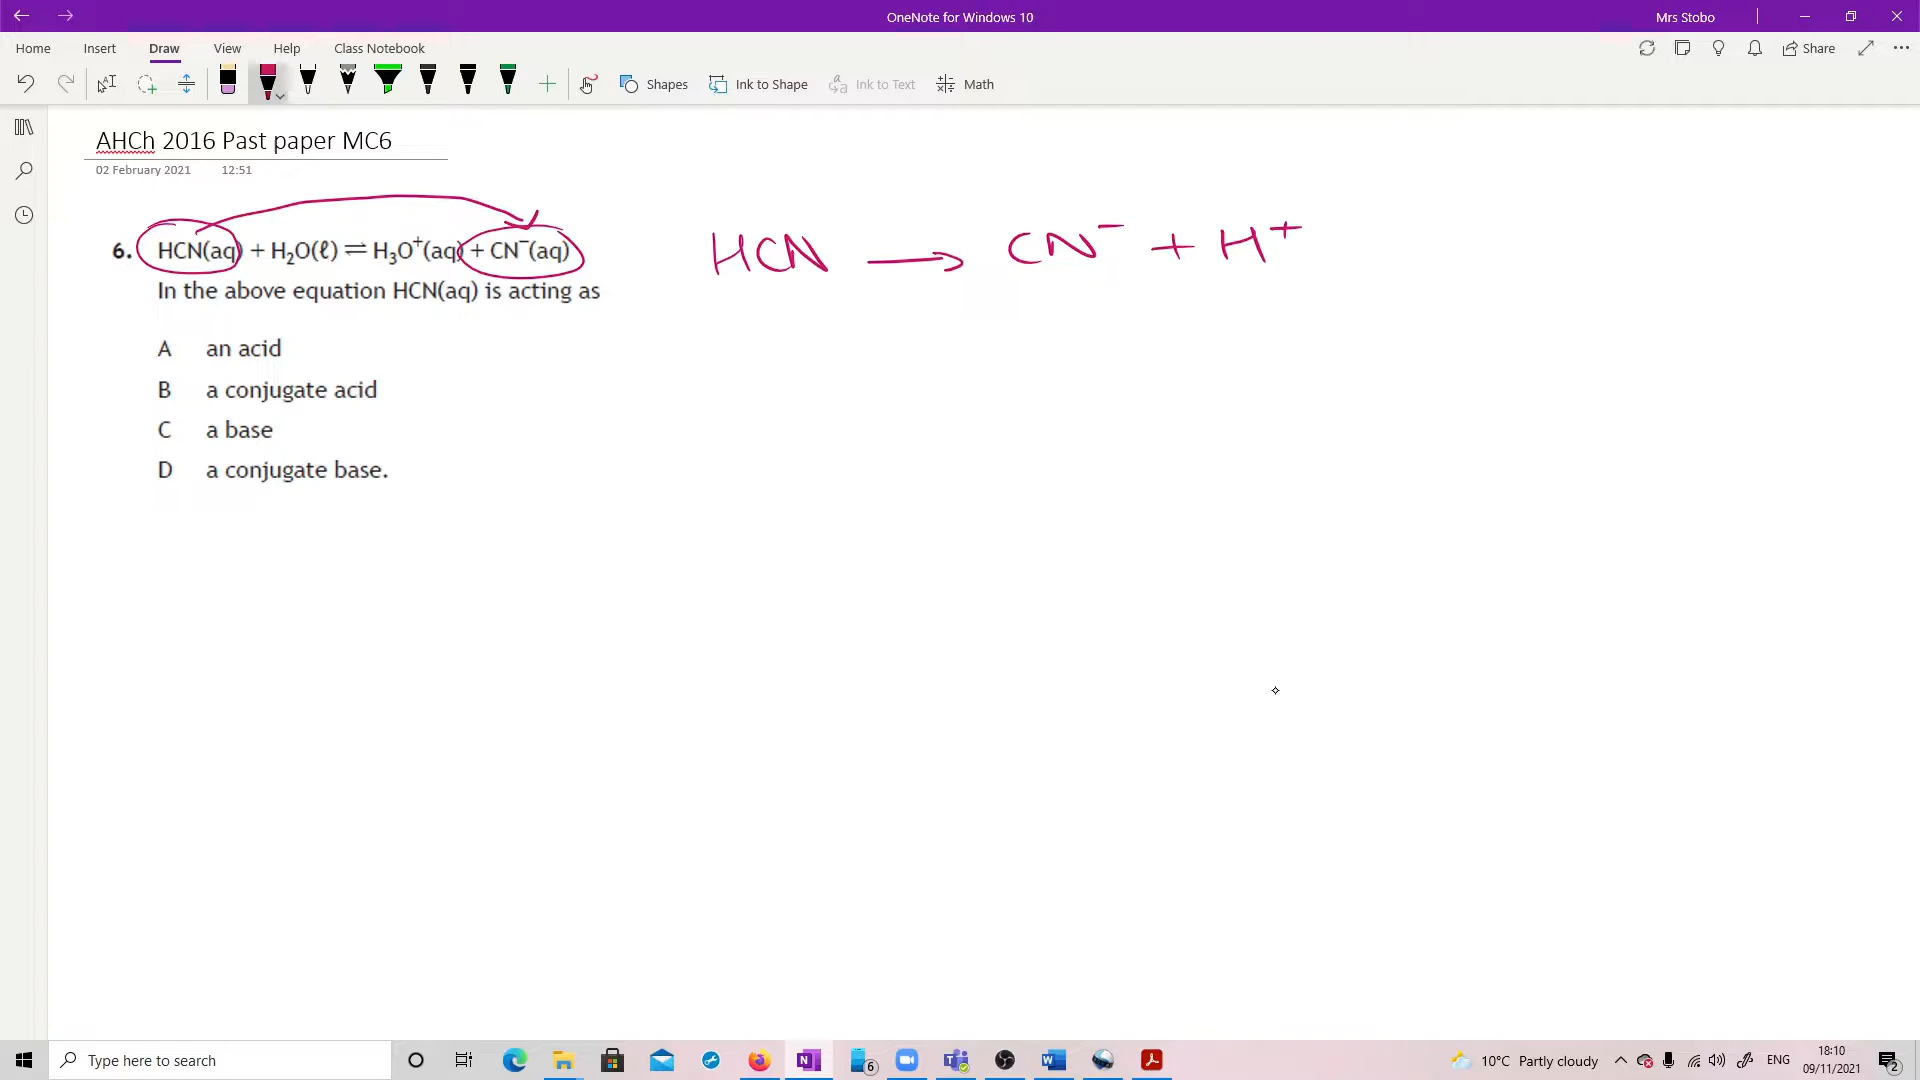 OneNote for Windows 10
Mrs Stobo
Home Insert Draw View Help Class Notebook
Share
Shapes Ink to Shape Ink to Text Math
AHCh 2016 Past paper MC6
02 February 2021 12:51
6. HCN(aq) + H₂O(ℓ) ⇌ H₃O⁺(aq) + CN⁻(aq)
HCN → CN⁻ + H⁺
In the above equation HCN(aq) is acting as
A an acid
B a conjugate acid
C a base
D a conjugate base.
Type here to search
6
10°C Partly cloudy
ENG
18:10
09/11/2021
2